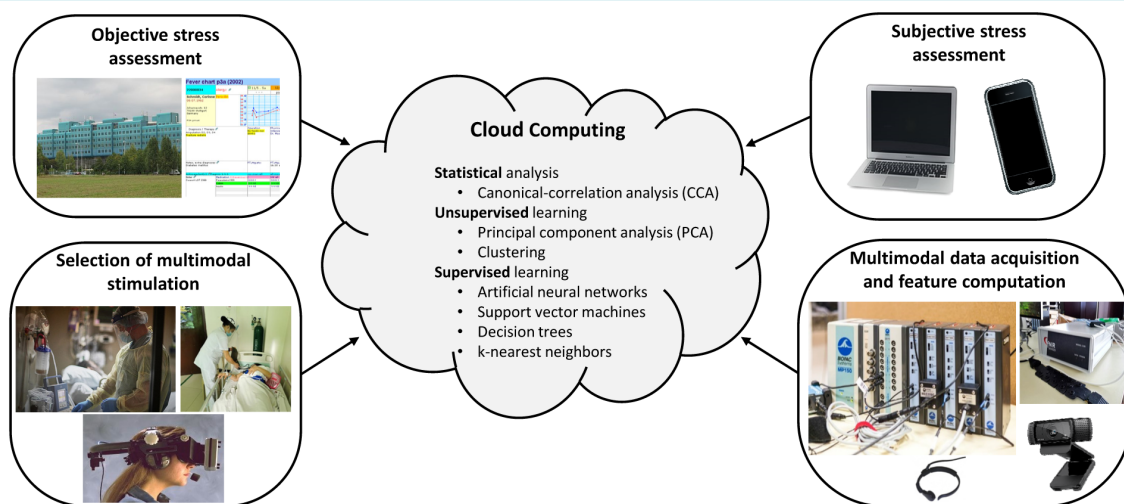 Objective stress
assessment
Fever chart p3a (2002)
Subjective stress
assessment
Cloud Computing
Statistical analysis
• Canonical-correlation analysis (CCA)
Unsupervised learning
• Principal component analysis (PCA)
• Clustering
Supervised learning
• Artificial neural networks
• Support vector machines
• Decision trees
• k-nearest neighbors
Selection of multimodal
stimulation
Multimodal data acquisition
and feature computation
BIOPAC
MP150